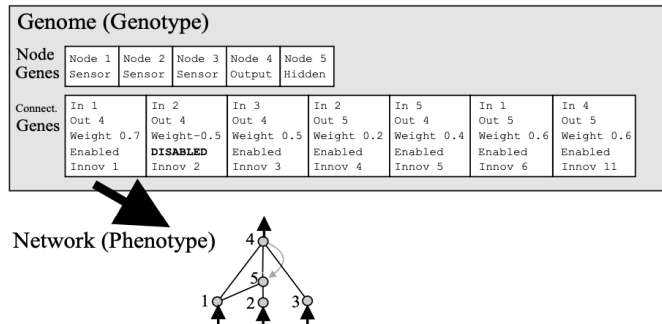 Genome (Genotype)
Node Genes
Node 1 Node 2 Node 3 Node 4 Node 5
Sensor Sensor Sensor Output Hidden
Connect. Genes
In 1 In 2 In 3 In 2 In 5 In 1 In 4
Out 4 Out 4 Out 4 Out 5 Out 4 Out 5 Out 5
Weight 0.7 Weight-0.5 Weight 0.5 Weight 0.2 Weight 0.4 Weight 0.6 Weight 0.6
Enabled DISABLED Enabled Enabled Enabled Enabled Enabled
Innov 1 Innov 2 Innov 3 Innov 4 Innov 5 Innov 6 Innov 11
Network (Phenotype)
4
5
1 2 3